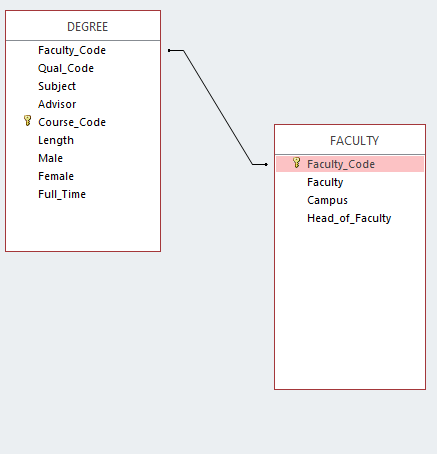 DEGREE
Faculty_Code
Qual_Code
Subject
Advisor
Course_Code
Length
Male
Female
Full_Time
FACULTY
Faculty_Code
Faculty
Campus
Head_of_Faculty